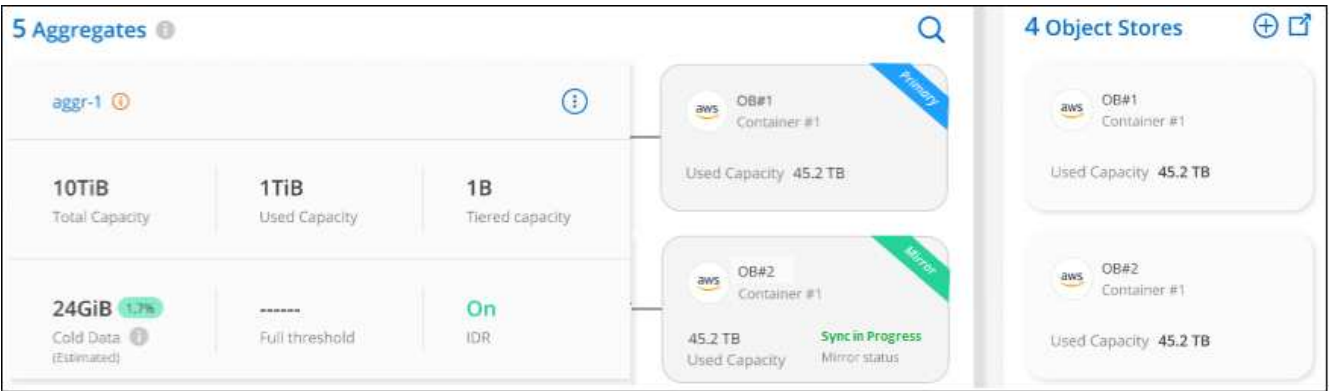 5 Aggregates
aggr-1
10TiB
Total Capacity
1TiB
Used Capacity
1B
Tiered capacity
24GiB 1.7%
Cold Data
(Estimated)
------
Full threshold
On
IDR
Primary
aws
OB#1
Container #1
Used Capacity 45.2 TB
Mirror
aws
OB#2
Container #1
45.2 TB
Used Capacity
Sync in Progress
Mirror status
4 Object Stores
aws
OB#1
Container #1
Used Capacity 45.2 TB
aws
OB#2
Container #1
Used Capacity 45.2 TB